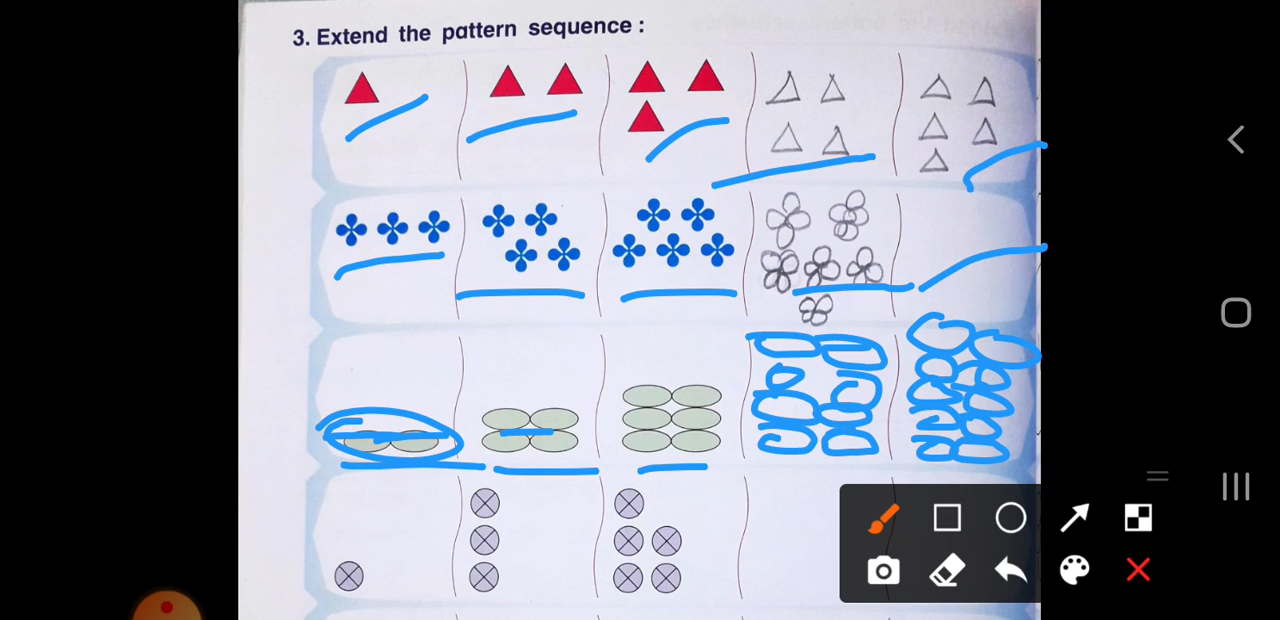 3. Extend the pattern sequence :